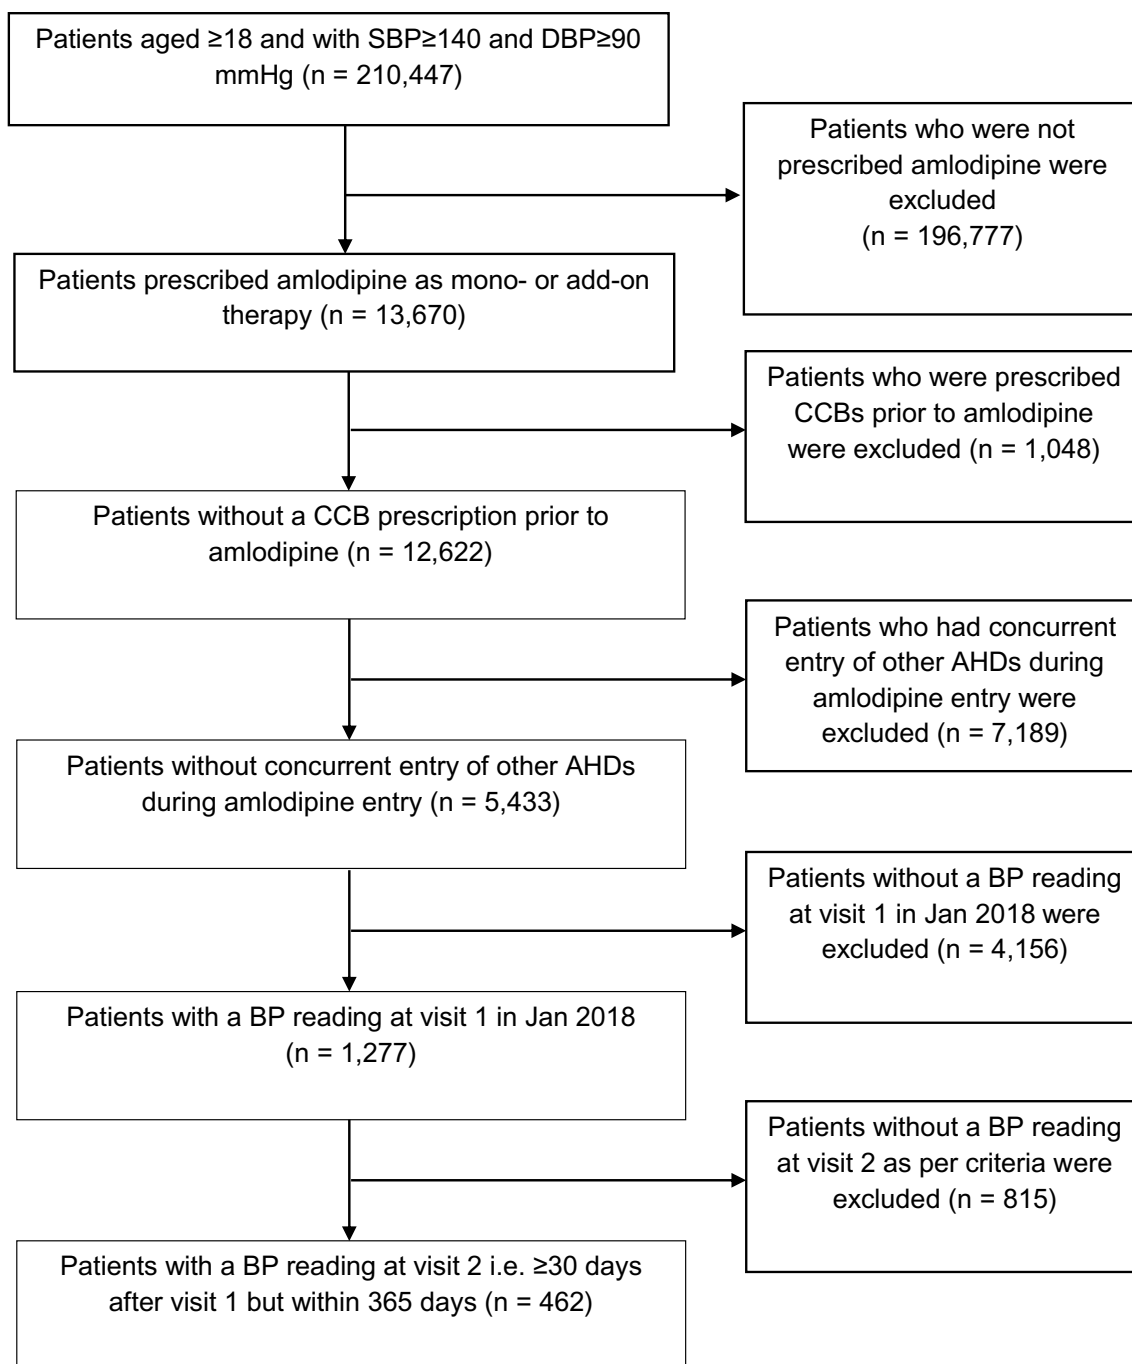 Patients aged ≥18 and with SBP≥140 and DBP≥90
mmHg (n = 210,447)
Patients who were not
prescribed amlodipine were
excluded
(n = 196,777)
Patients prescribed amlodipine as mono- or add-on
therapy (n = 13,670)
Patients who were prescribed
CCBs prior to amlodipine
were excluded (n = 1,048)
Patients without a CCB prescription prior to
amlodipine (n = 12,622)
Patients who had concurrent
entry of other AHDs during
amlodipine entry were
excluded (n = 7,189)
Patients without concurrent entry of other AHDs
during amlodipine entry (n = 5,433)
Patients without a BP reading
at visit 1 in Jan 2018 were
excluded (n = 4,156)
Patients with a BP reading at visit 1 in Jan 2018
(n = 1,277)
Patients without a BP reading
at visit 2 as per criteria were
excluded (n = 815)
Patients with a BP reading at visit 2 i.e. ≥30 days
after visit 1 but within 365 days (n = 462)